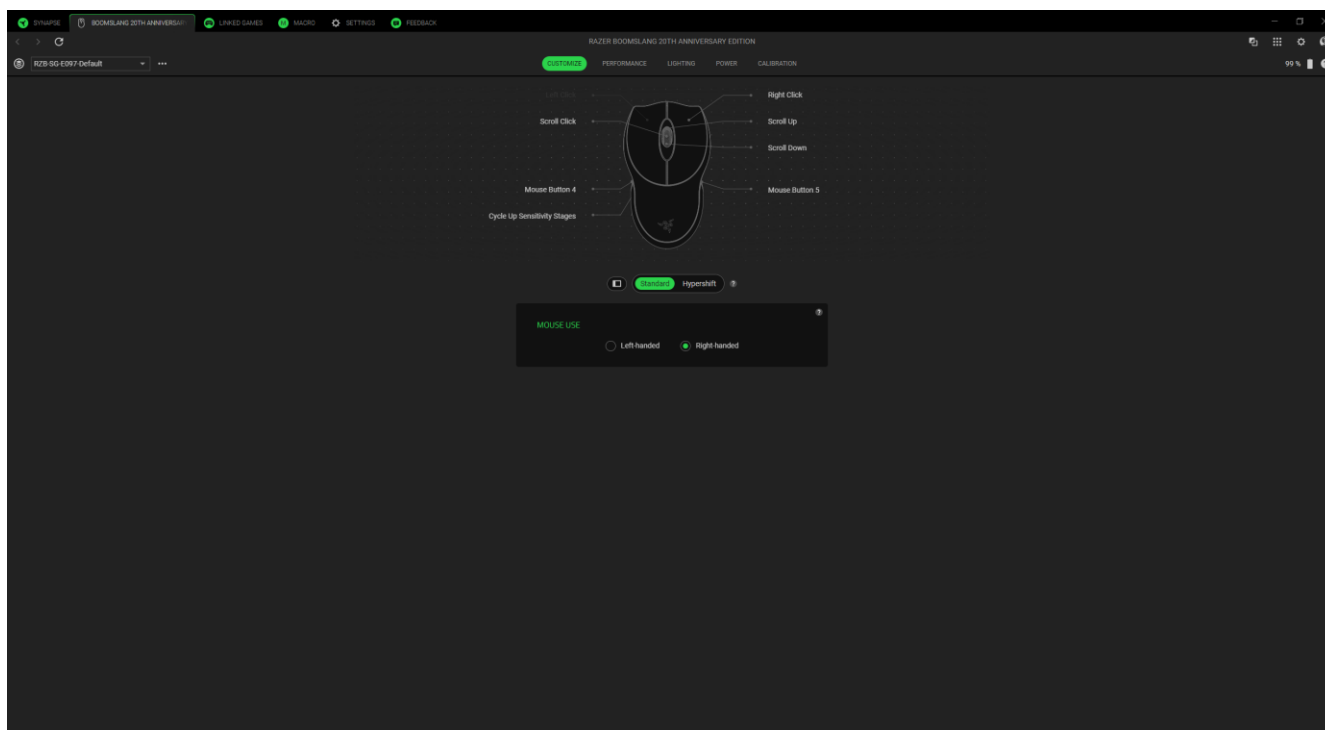 SYNAPSE BOOMSLANG 20TH ANNIVERSARY LINKED GAMES MACRO SETTINGS FEEDBACK
RAZER BOOMSLANG 20TH ANNIVERSARY EDITION
RZB-SG-E097-Default CUSTOMIZE PERFORMANCE LIGHTING POWER CALIBRATION 99 %
Left Click Right Click
Scroll Click Scroll Up
Scroll Down
Mouse Button 4 Mouse Button 5
Cycle Up Sensitivity Stages
Standard Hypershift ?
?
MOUSE USE
Left-handed Right-handed